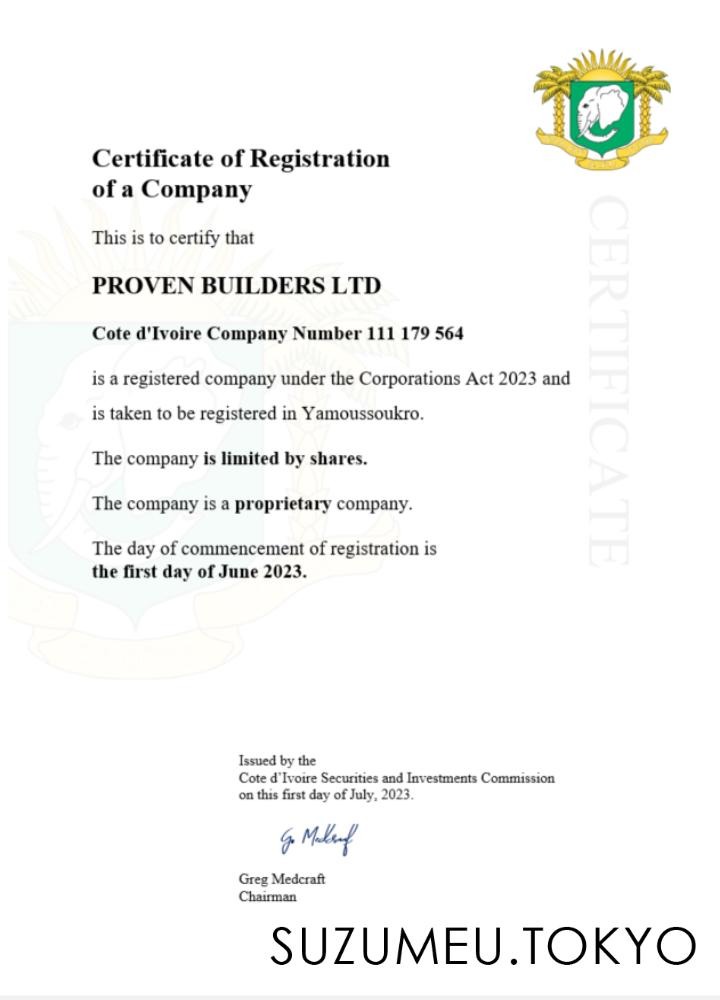 Certificate of Registration
of a Company
This is to certify that
PROVEN BUILDERS LTD
Cote d'Ivoire Company Number 111 179 564
is a registered company under the Corporations Act 2023 and
is taken to be registered in Yamoussoukro.
The company is limited by shares.
The company is a proprietary company.
The day of commencement of registration is
the first day of June 2023.
CERTIFICATE
Issued by the
Cote d'Ivoire Securities and Investments Commission
on this first day of July, 2023.
G. Medcraf
Greg Medcraft
Chairman
SUZUMEU.TOKYO